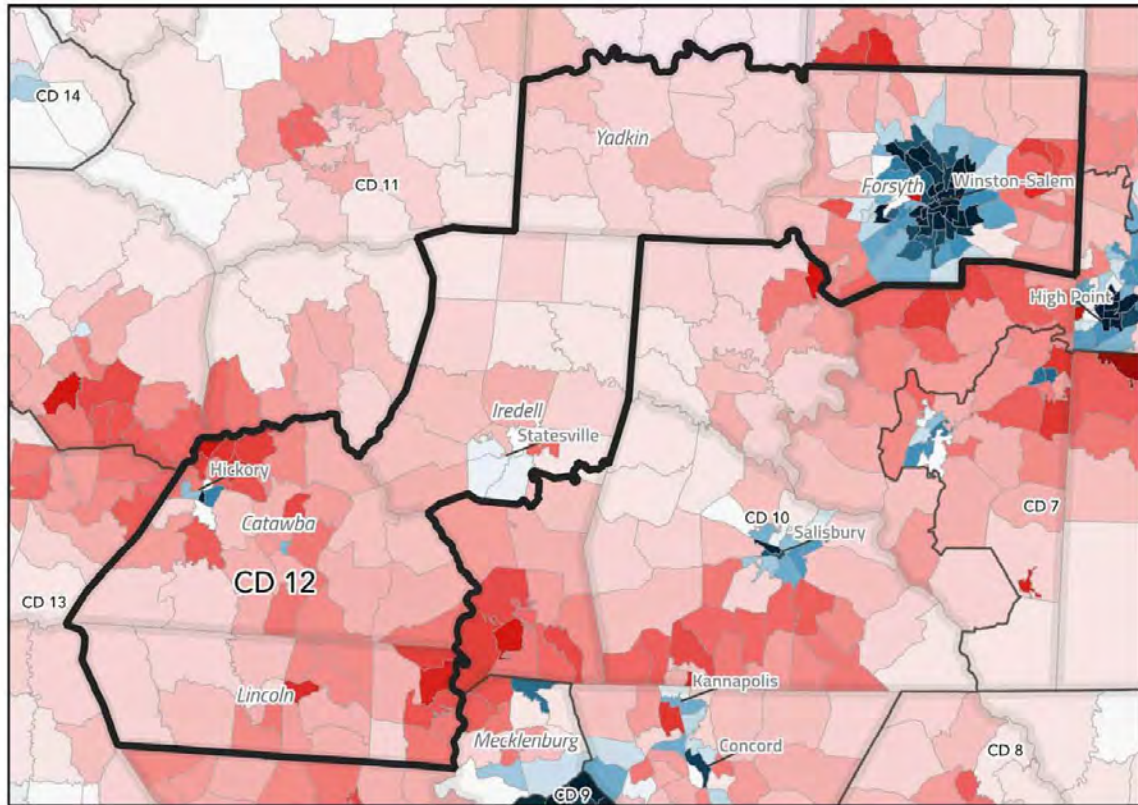 CD 14
Yadkin
CD 11
Forsyth
Winston-Salem
High Point
Iredell
Statesville
Hickory
Catawba
CD 10
Salisbury
CD 7
CD 12
CD 13
Lincoln
Kannapolis
Mecklenburg
Concord
CD 8
CD 9